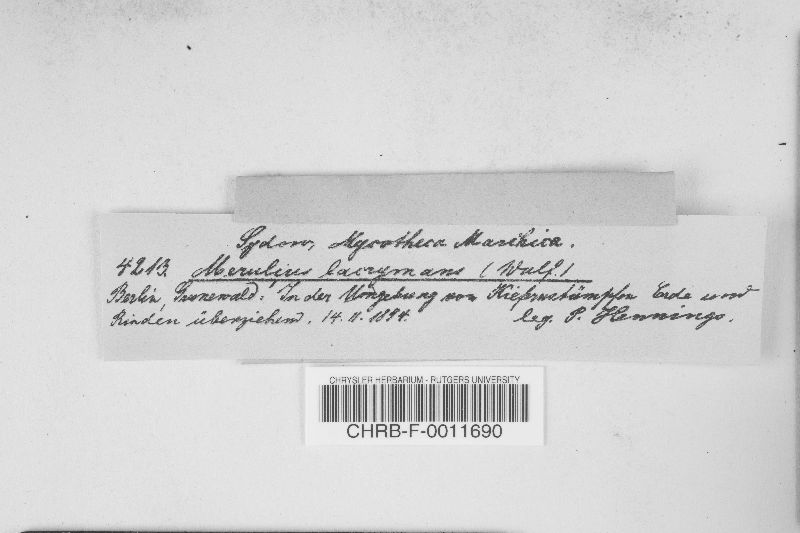 Sydow, Mycotheca Marchica.
4213. Merulius lacrymans (Wulf.)
Berlin, Grunewald: In der Umgebung von Kiefernstümpfen Erde und
Rinden überziehend. 14. 11. 1894. leg. P. Hennings.
CHRYSLER HERBARIUM - RUTGERS UNIVERSITY
CHRB-F-0011690